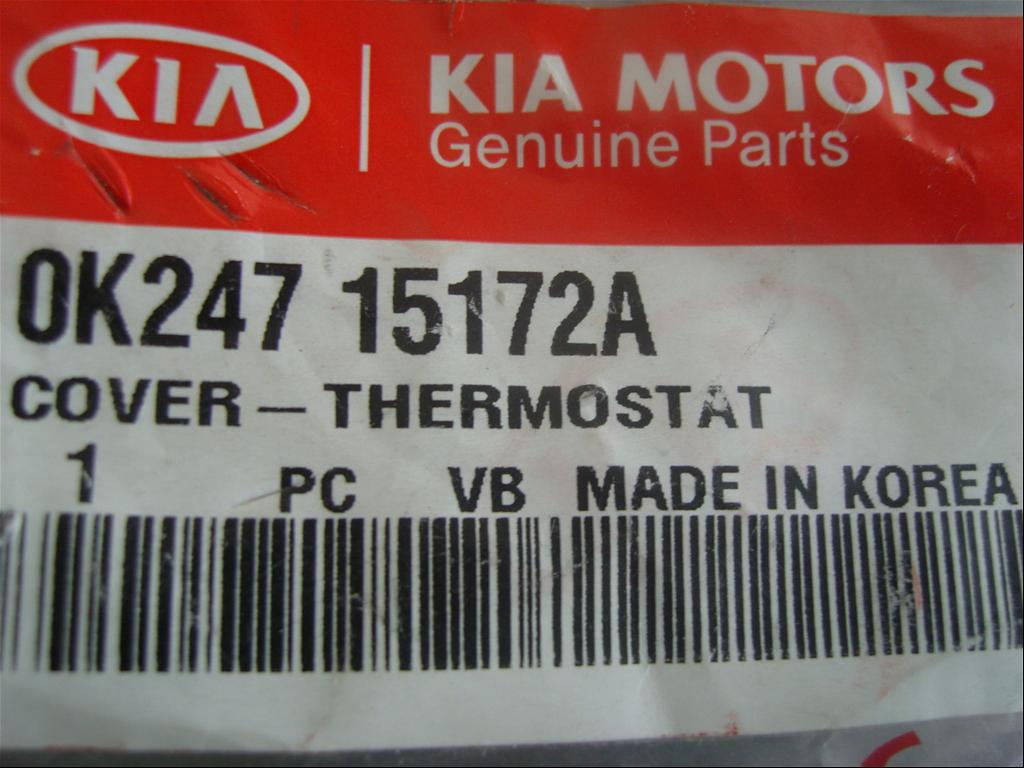 KIA
KIA MOTORS
Genuine Parts
0K247 15172A
COVER-THERMOSTAT
1 PC VB MADE IN KOREA